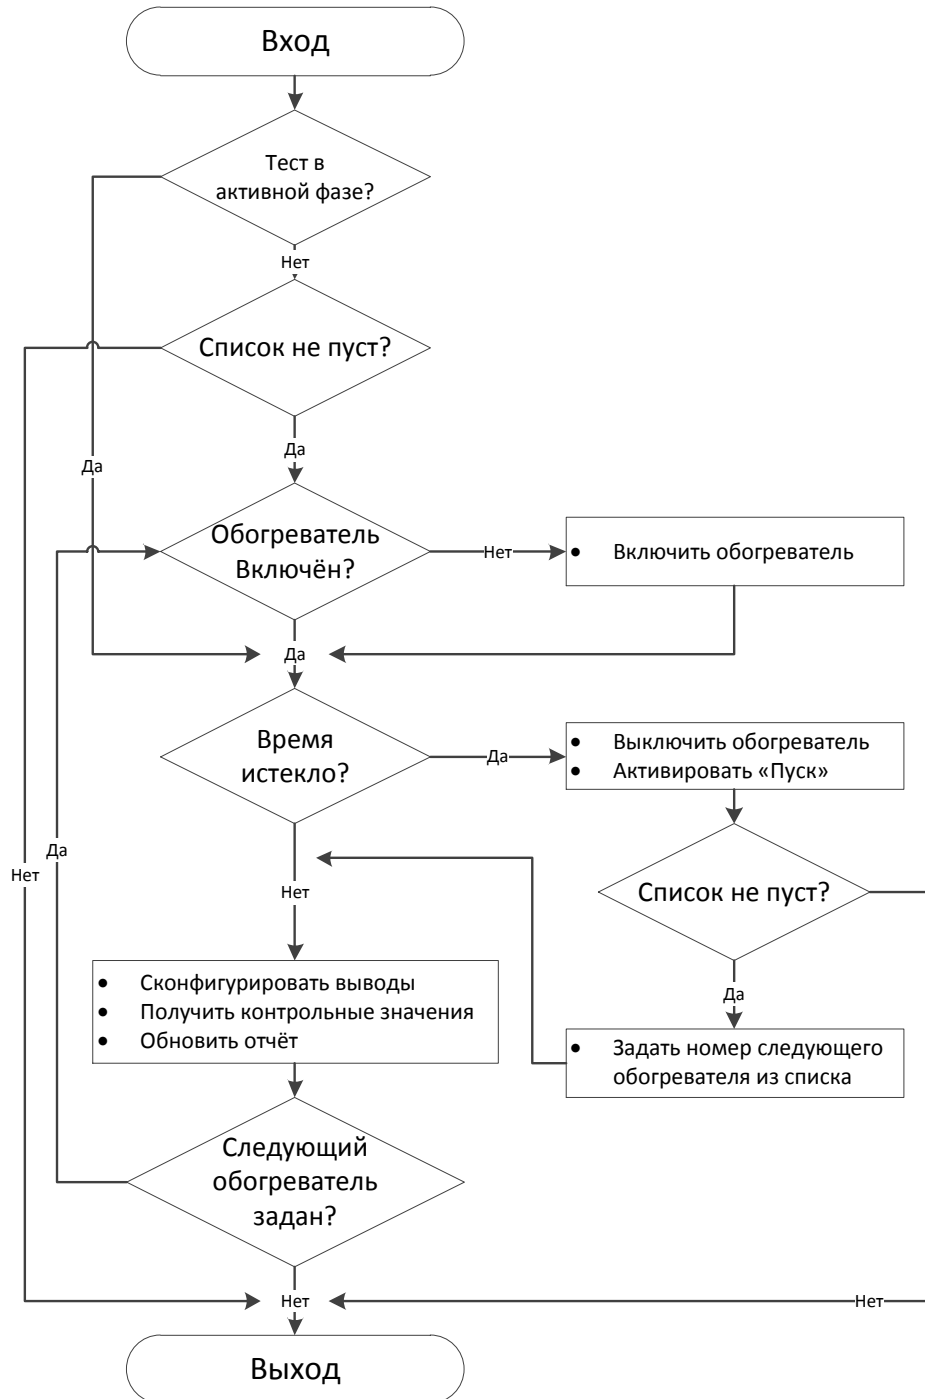 Вход
Тест в
активной фазе?
Нет
Список не пуст?
Да
Да
Обогреватель
Включён?
Нет
• Включить обогреватель
Да
Время
истекло?
Да
• Выключить обогреватель
• Активировать «Пуск»
Да
Нет
Нет
Список не пуст?
• Сконфигурировать выводы
• Получить контрольные значения
• Обновить отчёт
Да
• Задать номер следующего
обогревателя из списка
Следующий
обогреватель
задан?
Нет
Нет
Выход